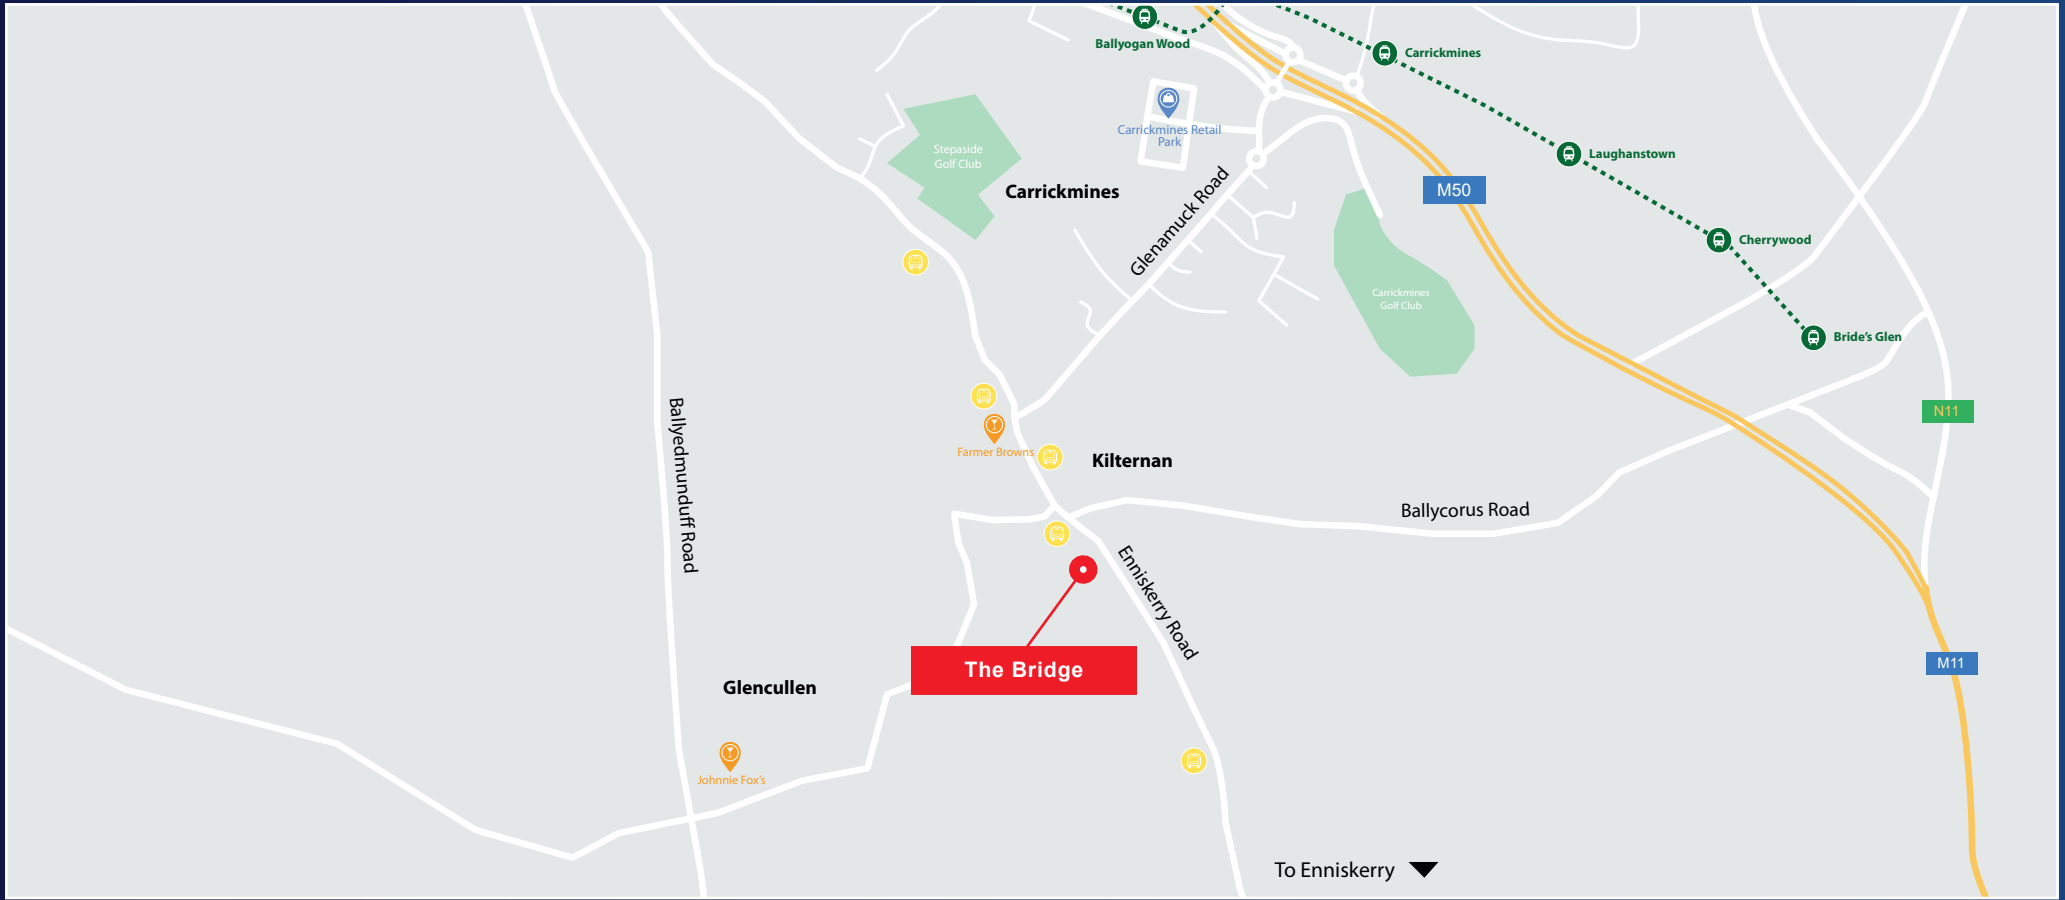 Ballyogan Wood
Carrickmines
Carrickmines Retail
Park
Stepaside
Golf Club
Laughanstown
Carrickmines
M50
Glenamuck Road
Cherrywood
Carrickmines
Golf Club
Bride's Glen
Ballyedmunduff Road
N11
Farmer Browns
Kilternan
Ballycorus Road
Enniskerry Road
The Bridge
M11
Glencullen
Johnnie Fox's
To Enniskerry